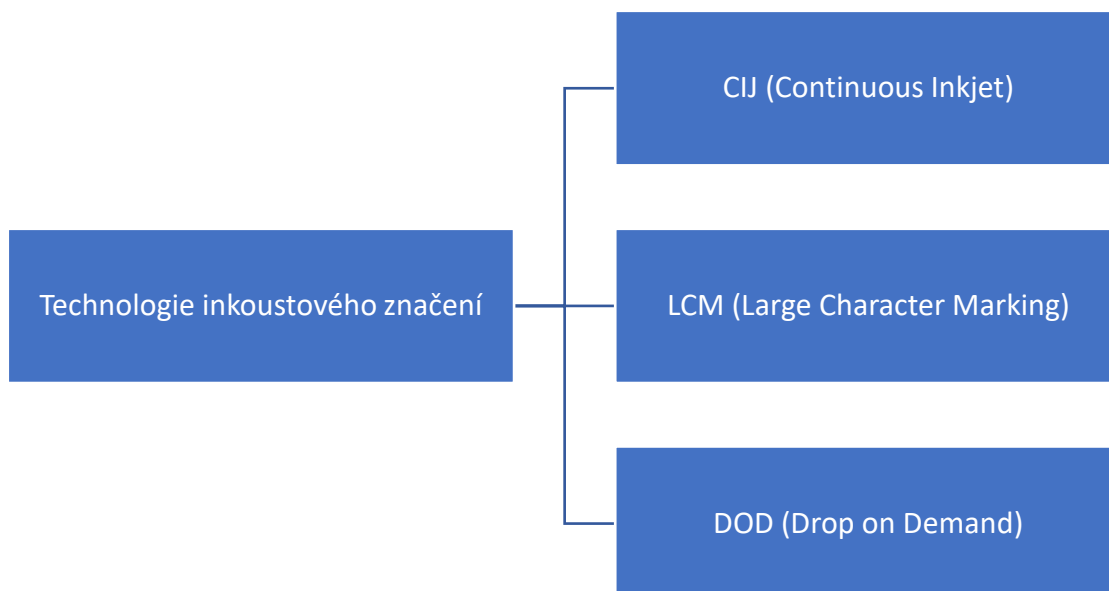 Technologie inkoustového značení
CIJ (Continuous Inkjet)
LCM (Large Character Marking)
DOD (Drop on Demand)